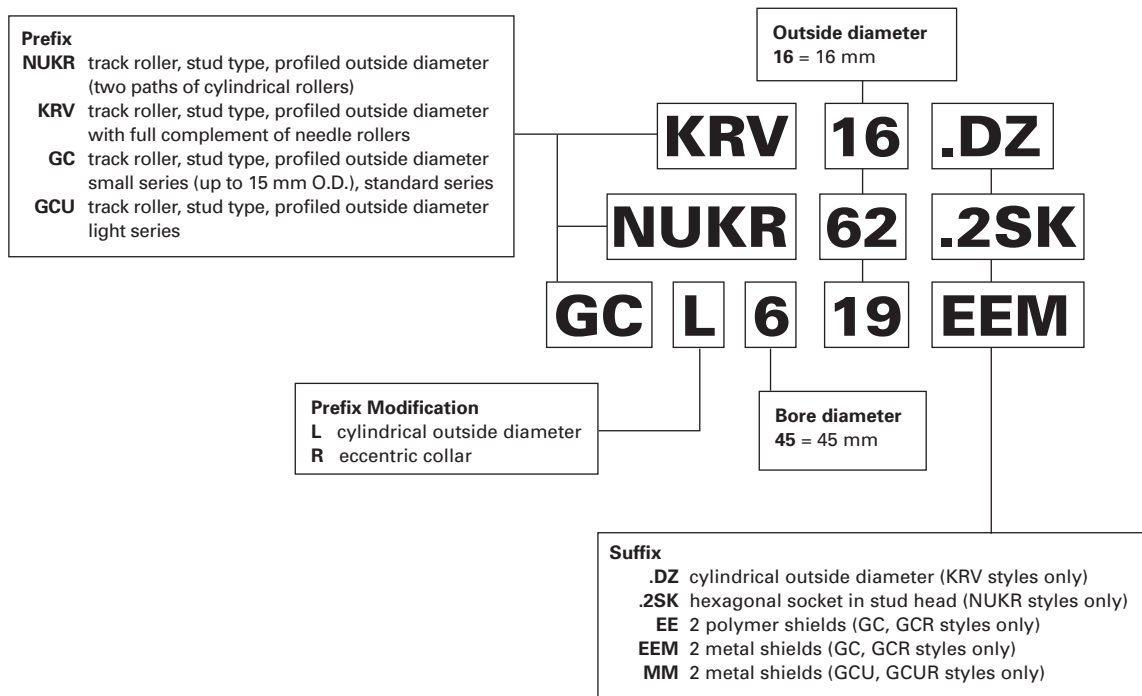 Prefix
NUKR track roller, stud type, profiled outside diameter
(two paths of cylindrical rollers)
KRV track roller, stud type, profiled outside diameter
with full complement of needle rollers
GC track roller, stud type, profiled outside diameter
small series (up to 15 mm O.D.), standard series
GCU track roller, stud type, profiled outside diameter
light series
Outside diameter
16 = 16 mm
KRV 16 .DZ
NUKR 62 .2SK
GC L 6 19 EEM
Prefix Modification
L cylindrical outside diameter
R eccentric collar
Bore diameter
45 = 45 mm
Suffix
.DZ cylindrical outside diameter (KRV styles only)
.2SK hexagonal socket in stud head (NUKR styles only)
EE 2 polymer shields (GC, GCR styles only)
EEM 2 metal shields (GC, GCR styles only)
MM 2 metal shields (GCU, GCUR styles only)